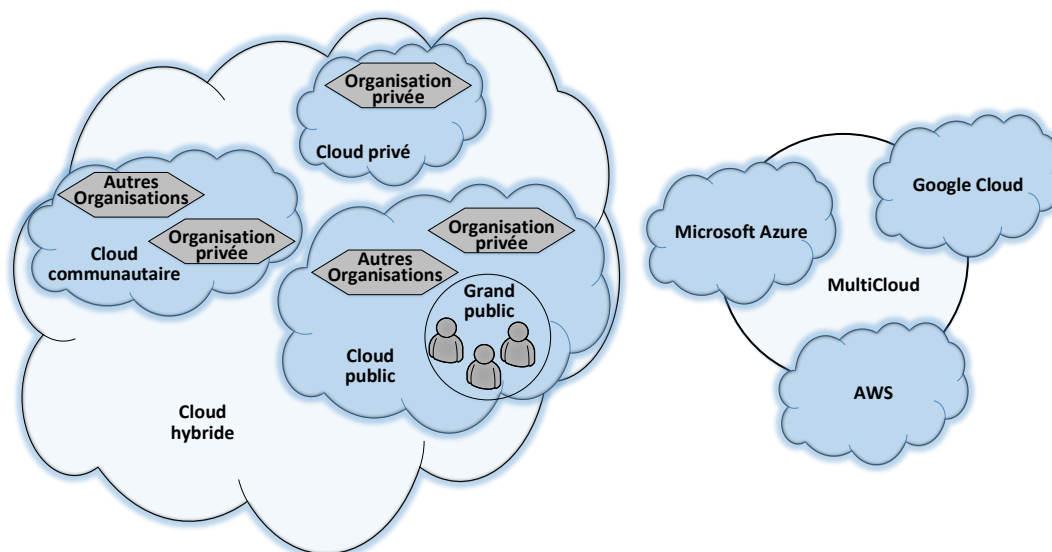 Organisation
privée
Cloud privé
Autres
Organisations
Organisation
privée
Cloud
communautaire
Organisation
privée
Autres
Organisations
Grand
public
Cloud
public
Cloud
hybride
Google Cloud
Microsoft Azure
MultiCloud
AWS